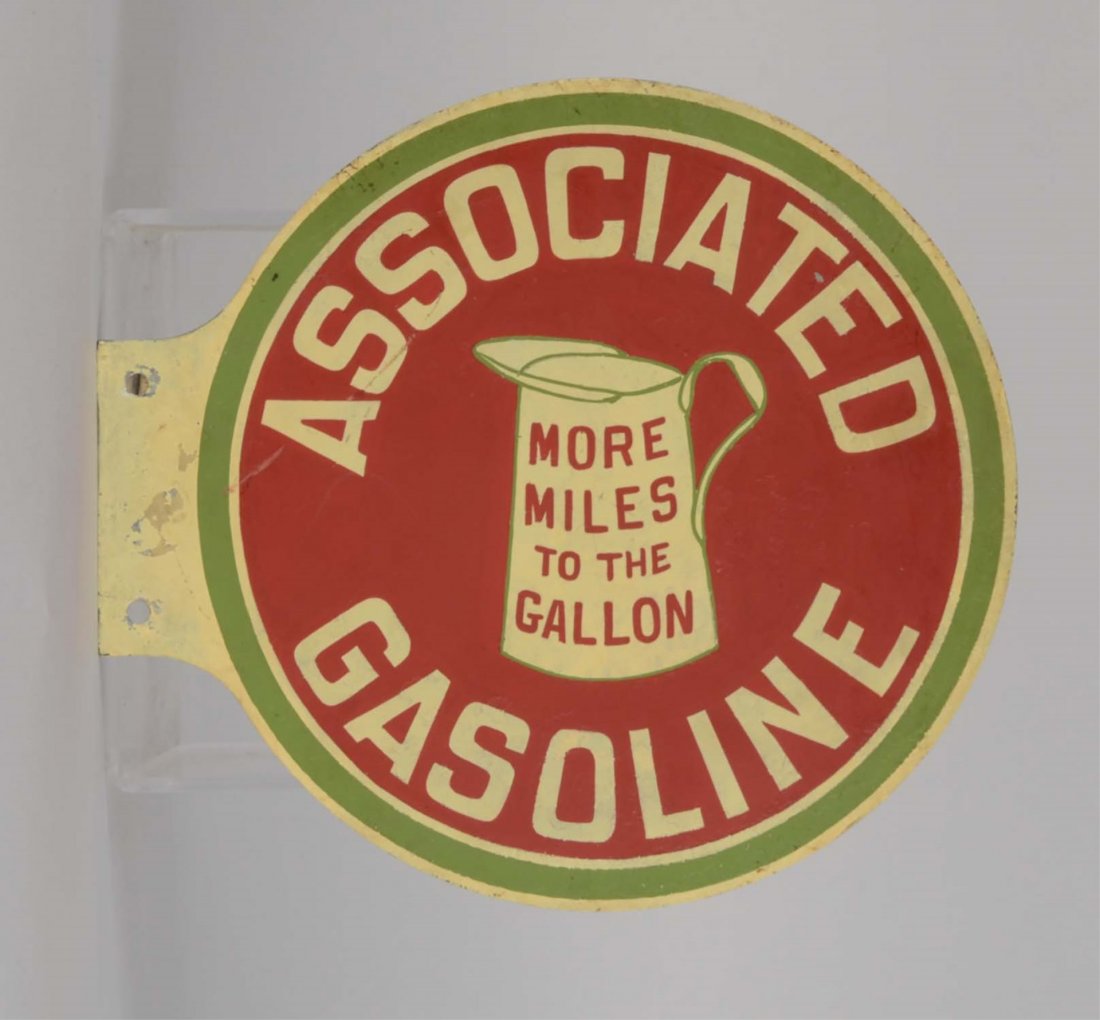 ASSOCIATED
MORE
MILES
TO THE
GALLON
GASOLINE